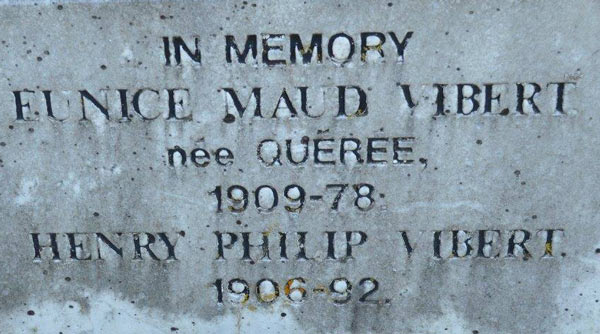 IN MEMORY
EUNICE MAUD VIBERT
née QUÉRÉE,
1909-78.
HENRY PHILIP VIBERT.
1906-92.